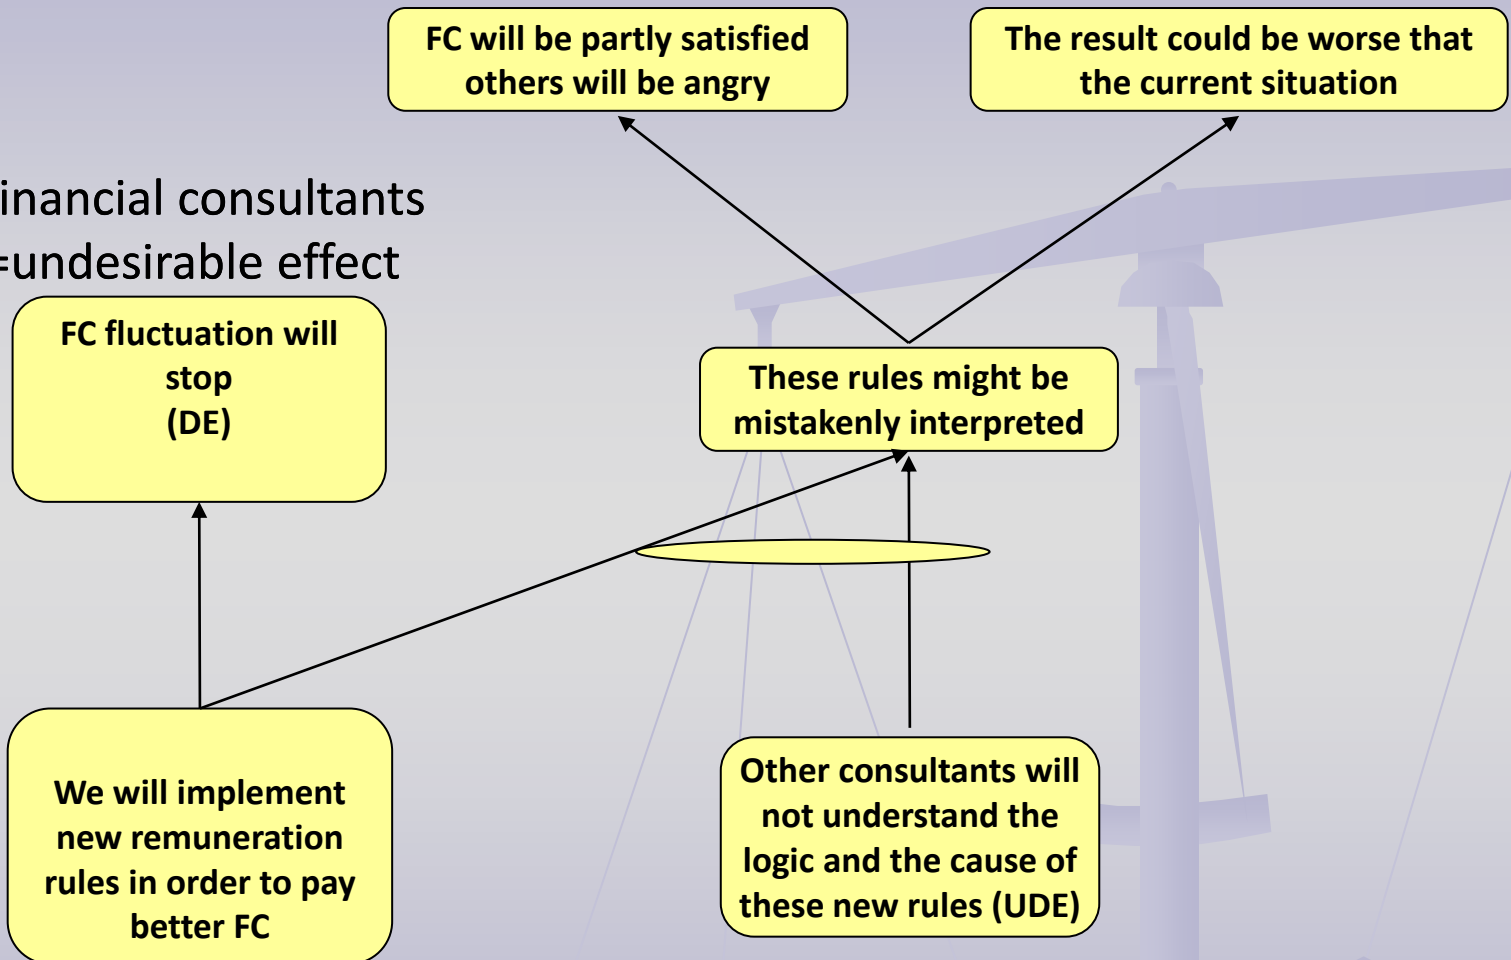 FC will be partly satisfied
others will be angry
The result could be worse that
the current situation
inancial consultants
=undesirable effect
FC fluctuation will
stop
(DE)
These rules might be
mistakenly interpreted
We will implement
new remuneration
rules in order to pay
better FC
Other consultants will
not understand the
logic and the cause of
these new rules (UDE)